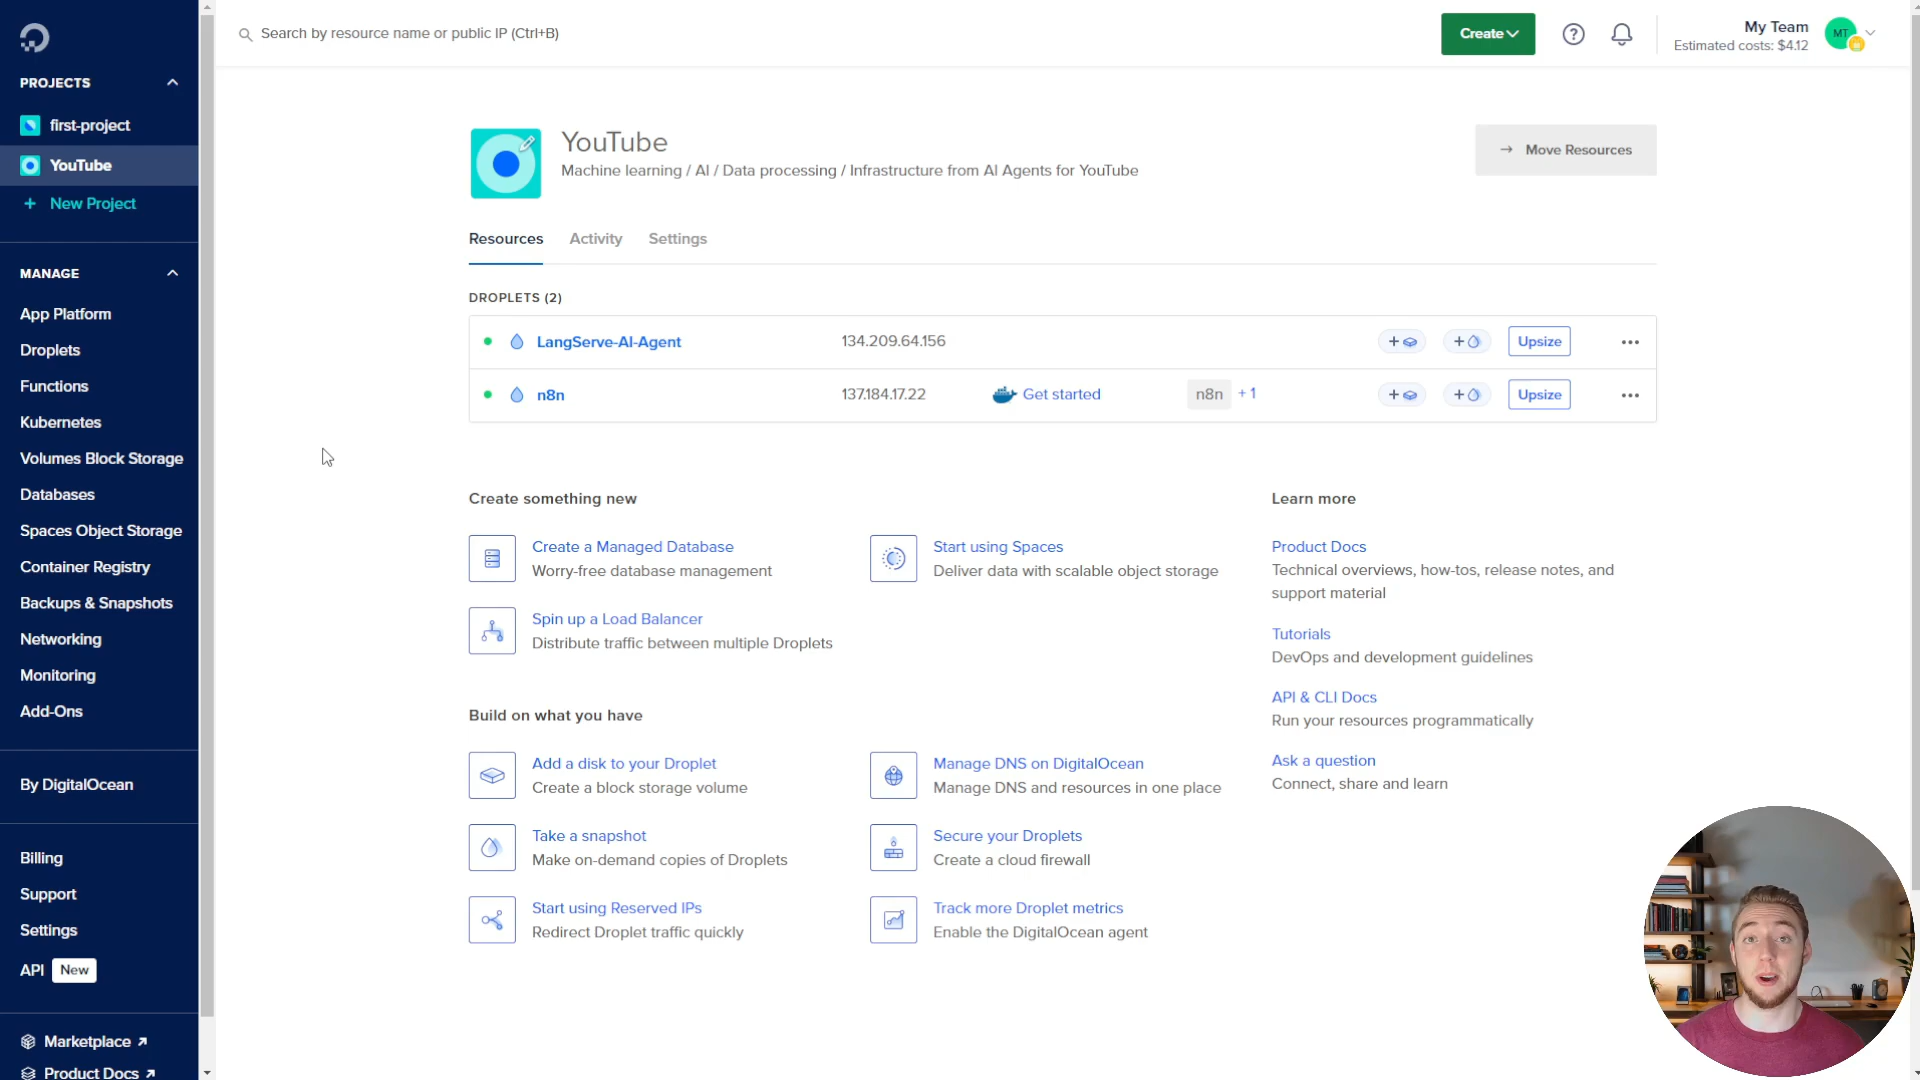 Search by resource name or public IP (Ctrl+B)
Create
My Team
Estimated costs: $4.12
MT
PROJECTS
first-project
YouTube
+ New Project
MANAGE
App Platform
Droplets
Functions
Kubernetes
Volumes Block Storage
Databases
Spaces Object Storage
Container Registry
Backups & Snapshots
Networking
Monitoring
Add-Ons
By DigitalOcean
Billing
Support
Settings
API New
Marketplace
Product Docs
YouTube
Machine learning / AI / Data processing / Infrastructure from AI Agents for YouTube
→ Move Resources
Resources Activity Settings
DROPLETS (2)
LangServe-AI-Agent 134.209.64.156 + + Upsize ...
n8n 137.184.17.22 Get started n8n + 1 + + Upsize ...
Create something new
Create a Managed Database
Worry-free database management
Start using Spaces
Deliver data with scalable object storage
Spin up a Load Balancer
Distribute traffic between multiple Droplets
Build on what you have
Add a disk to your Droplet
Create a block storage volume
Manage DNS on DigitalOcean
Manage DNS and resources in one place
Take a snapshot
Make on-demand copies of Droplets
Secure your Droplets
Create a cloud firewall
Start using Reserved IPs
Redirect Droplet traffic quickly
Track more Droplet metrics
Enable the DigitalOcean agent
Learn more
Product Docs
Technical overviews, how-tos, release notes, and
support material
Tutorials
DevOps and development guidelines
API & CLI Docs
Run your resources programmatically
Ask a question
Connect, share and learn